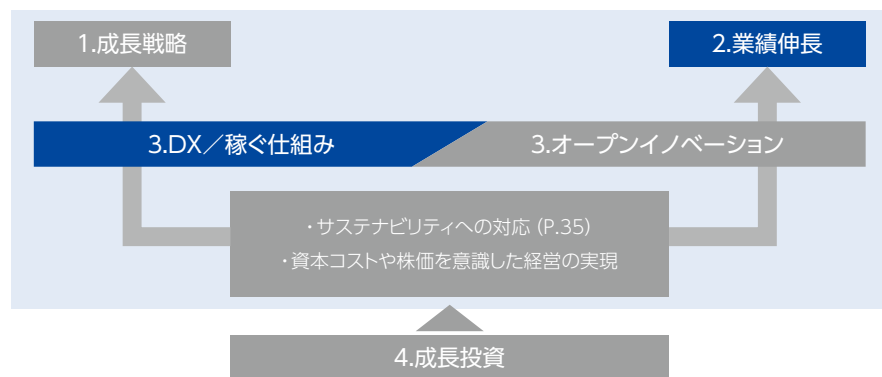 1.成長戦略
2.業績伸長
3.DX／稼ぐ仕組み
3.オープンイノベーション
・サステナビリティへの対応 (P.35)
・資本コストや株価を意識した経営の実現
4.成長投資